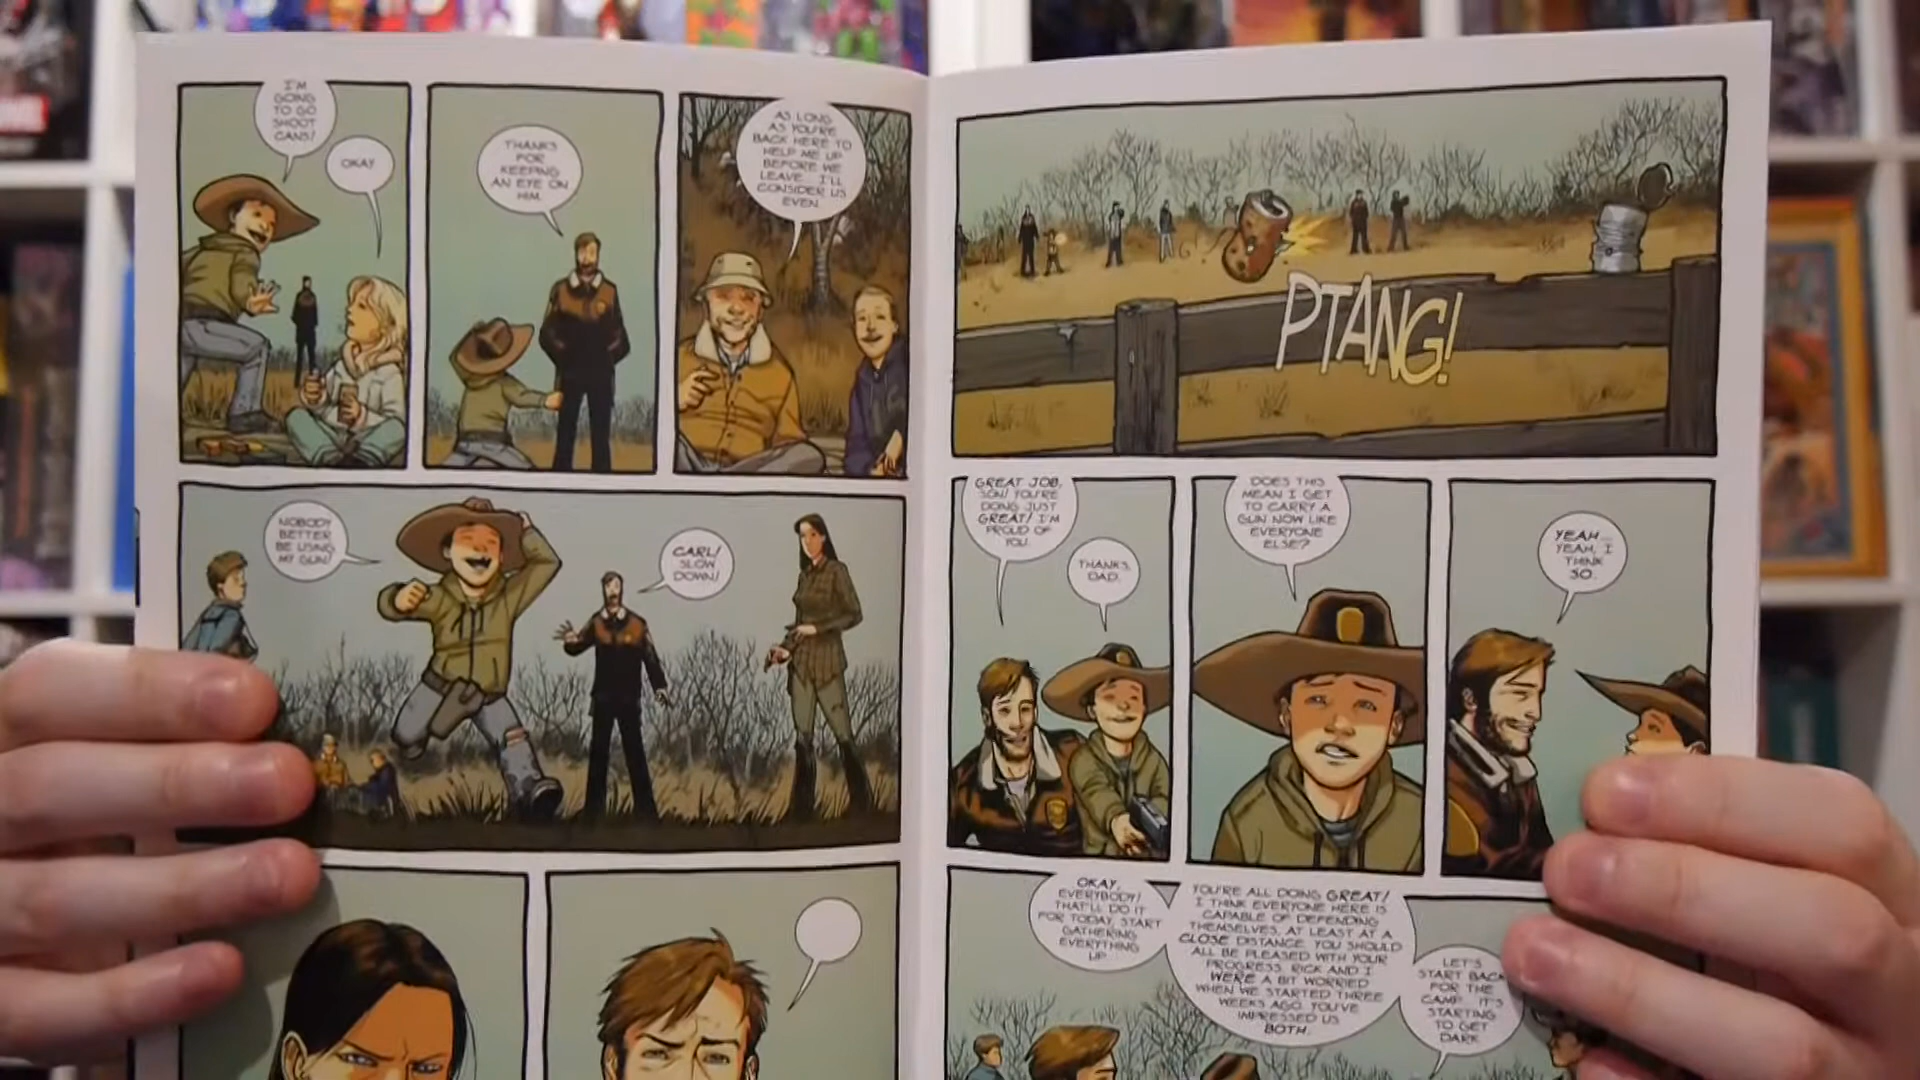 I'M
GOING
TO GO
SHOOT
CANS!
OKAY
THANKS
FOR
KEEPING
AN EYE ON
HIM.
AS LONG
AS YOU'RE
BACK HERE TO
HELP ME UP
BEFORE WE
LEAVE. I'LL
CONSIDER US
EVEN.
NOBODY
BETTER
BE USING
MY GUN!
CARL!
SLOW
DOWN!
PTANG!
GREAT JOB,
SON! YOU'RE
DOING JUST
GREAT! I'M
PROUD OF
YOU.
THANKS,
DAD.
DOES THIS
MEAN I GET
TO CARRY A
GUN NOW LIKE
EVERYONE
ELSE?
YEAH...
YEAH, I
THINK
SO.
OKAY,
EVERYBODY!
THAT'LL DO IT
FOR TODAY, START
GATHERING
EVERYTHING
UP.
YOU'RE ALL DOING GREAT!
I THINK EVERYONE HERE IS
CAPABLE OF DEFENDING
THEMSELVES, AT LEAST AT A
CLOSE DISTANCE. YOU SHOULD
ALL BE PLEASED WITH YOUR
PROGRESS. RICK AND I
WERE A BIT WORRIED
WHEN WE STARTED THREE
WEEKS AGO. YOU'VE
IMPRESSED US
BOTH.
LET'S
START BACK
FOR THE
CAMP. IT'S
STARTING
TO GET
DARK.